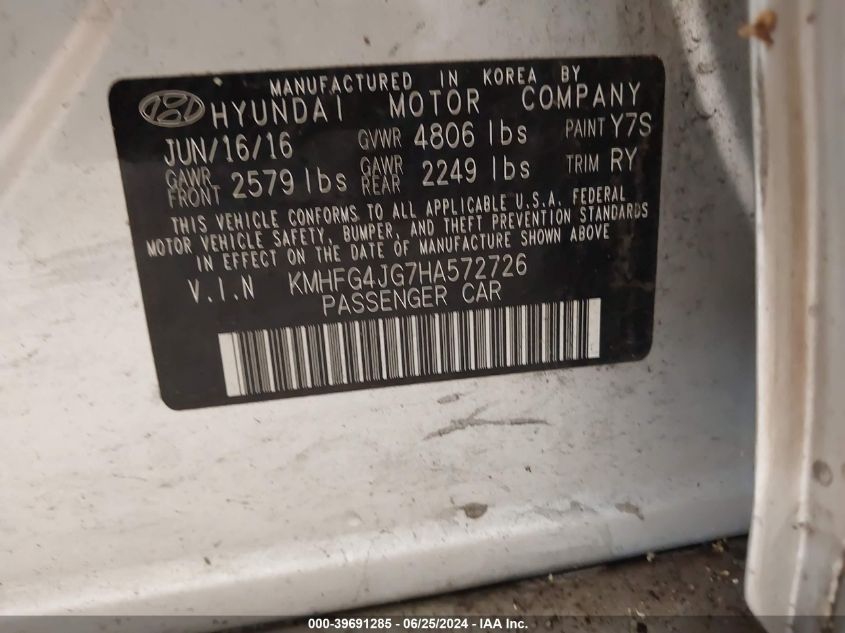 MANUFACTURED IN KOREA BY
HYUNDAI MOTOR COMPANY
JUN/16/16 GVWR 4806 lbs PAINT Y7S
GAWR FRONT 2579 lbs GAWR REAR 2249 lbs TRIM RY
THIS VEHICLE CONFORMS TO ALL APPLICABLE U.S.A. FEDERAL
MOTOR VEHICLE SAFETY, BUMPER, AND THEFT PREVENTION STANDARDS
IN EFFECT ON THE DATE OF MANUFACTURE SHOWN ABOVE
V.I.N KMHFG4JG7HA572726
PASSENGER CAR
000-39691285 - 06/25/2024 - IAA, Inc.